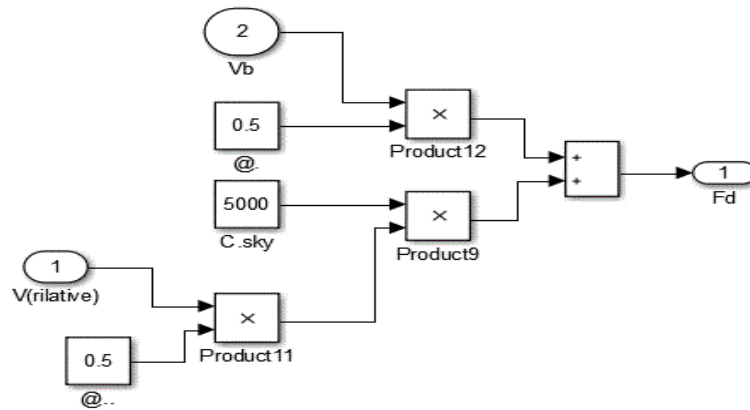 2
Vb
0.5
@.
×
Product12
+
+
1
Fd
5000
C.sky
×
Product9
1
V(rilative)
×
Product11
0.5
@..